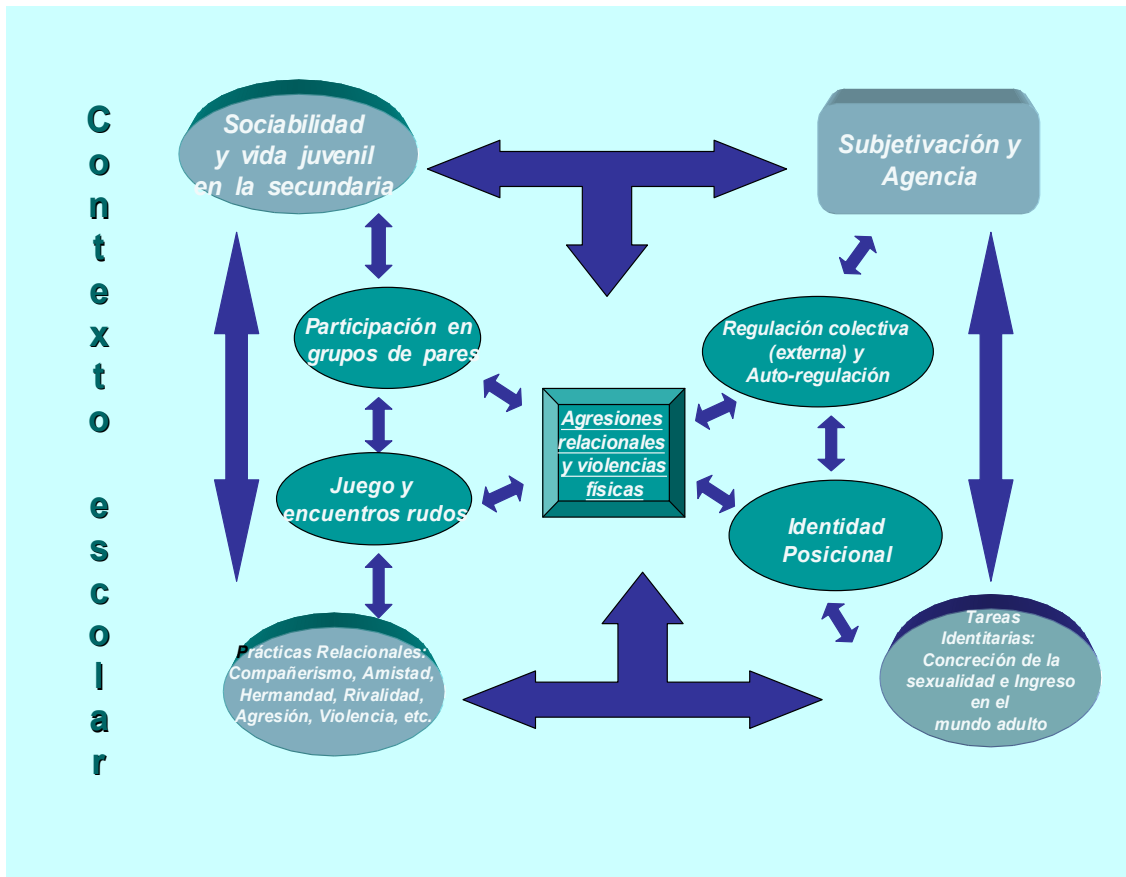 Contexto escolar
Sociabilidad
y vida juvenil
en la secundaria
Subjetivación y
Agencia
Participación en
grupos de pares
Regulación colectiva
(externa) y
Auto-regulación
Agresiones
relacionales
y violencias
físicas
Juego y
encuentros rudos
Identidad
Posicional
Prácticas Relacionales:
Compañerismo, Amistad,
Hermandad, Rivalidad,
Agresión, Violencia, etc.
Tareas
Identitarias:
Concreción de la
sexualidad e Ingreso
en el
mundo adulto